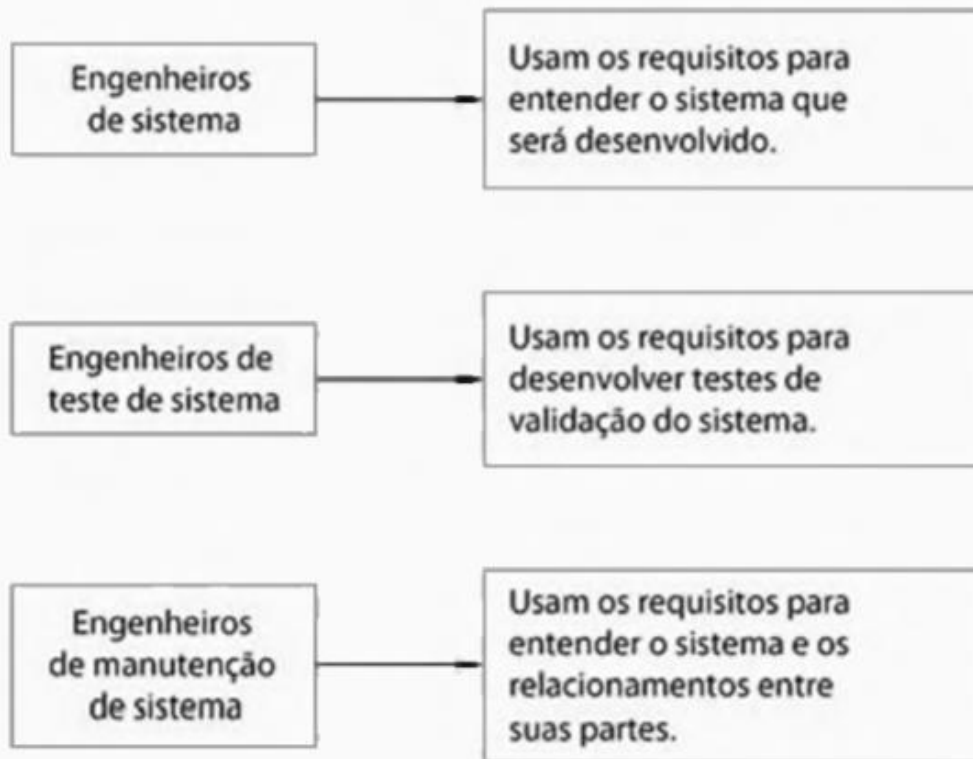 Engenheiros
de sistema
Usam os requisitos para
entender o sistema que
será desenvolvido.
Engenheiros de
teste de sistema
Usam os requisitos para
desenvolver testes de
validação do sistema.
Engenheiros
de manutenção
de sistema
Usam os requisitos para
entender o sistema e os
relacionamentos entre
suas partes.